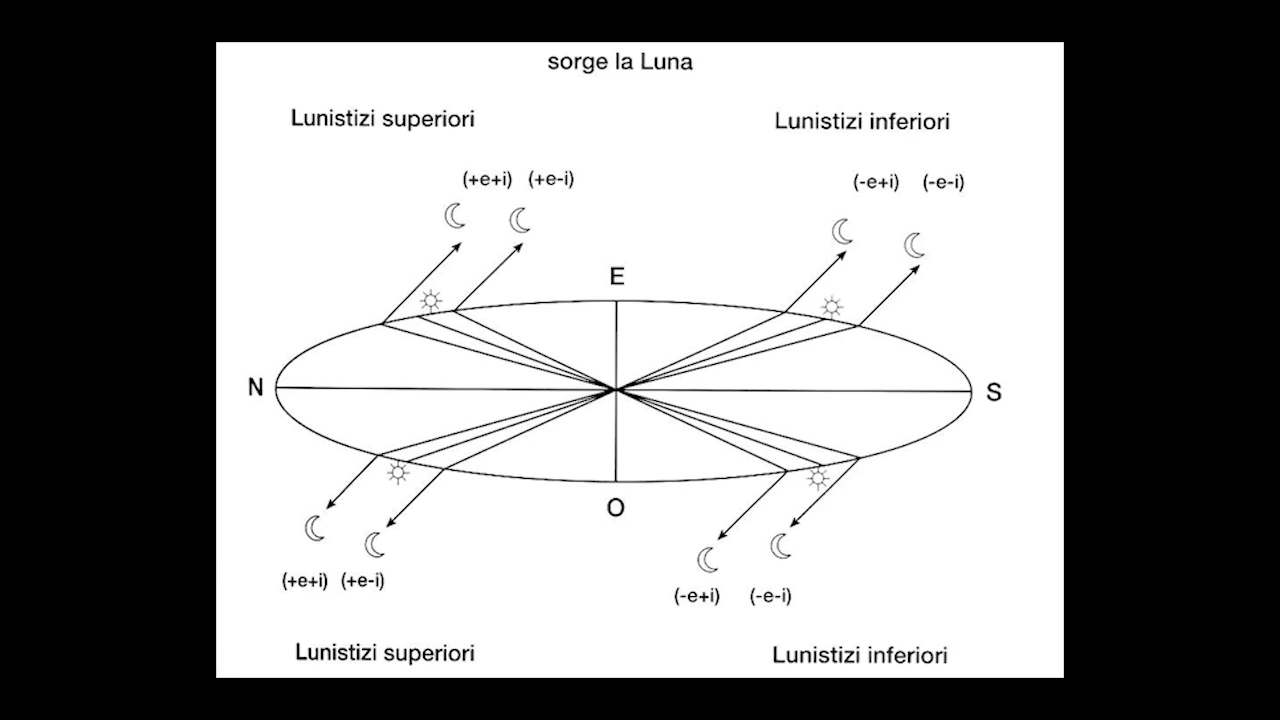 sorge la Luna
Lunistizi superiori
Lunistizi inferiori
(+e+i) (+e-i)
(-e+i) (-e-i)
E
N
S
O
(+e+i) (+e-i)
(-e+i) (-e-i)
Lunistizi superiori
Lunistizi inferiori